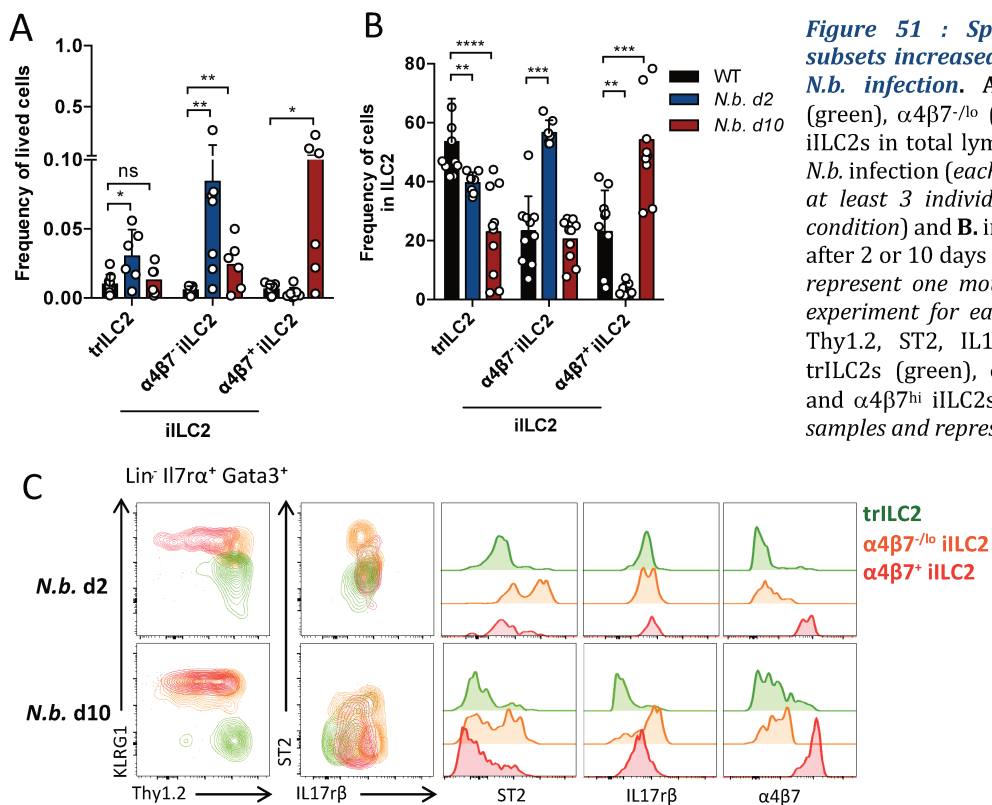 A
Frequency of lived cells
1.0
0.5
0.10
0.05
0.00
ns
*
**
**
*
trILC2
α4β7⁻ iILC2
α4β7⁺ iILC2
iILC2
B
Frequency of cells
in ILC2
80
60
40
20
0
****
**
***
***
**
WT
N.b. d2
N.b. d10
trILC2
α4β7⁻ iILC2
α4β7⁺ iILC2
iILC2
Figure 51 : Sp
subsets increased
N.b. infection. A
(green), α4β7⁻/ˡᵒ (
iILC2s in total lym
N.b. infection (each
at least 3 individ
condition) and B. i
after 2 or 10 days
represent one mou
experiment for ea
Thy1.2, ST2, IL1
trILC2s (green),
and α4β7ʰⁱ iILC2s
samples and repres
C
Lin⁻ Il7rα⁺ Gata3⁺
N.b. d2
N.b. d10
KLRG1
Thy1.2
ST2
IL17rβ
ST2
IL17rβ
α4β7
trILC2
α4β7⁻/ˡᵒ iILC2
α4β7⁺ iILC2